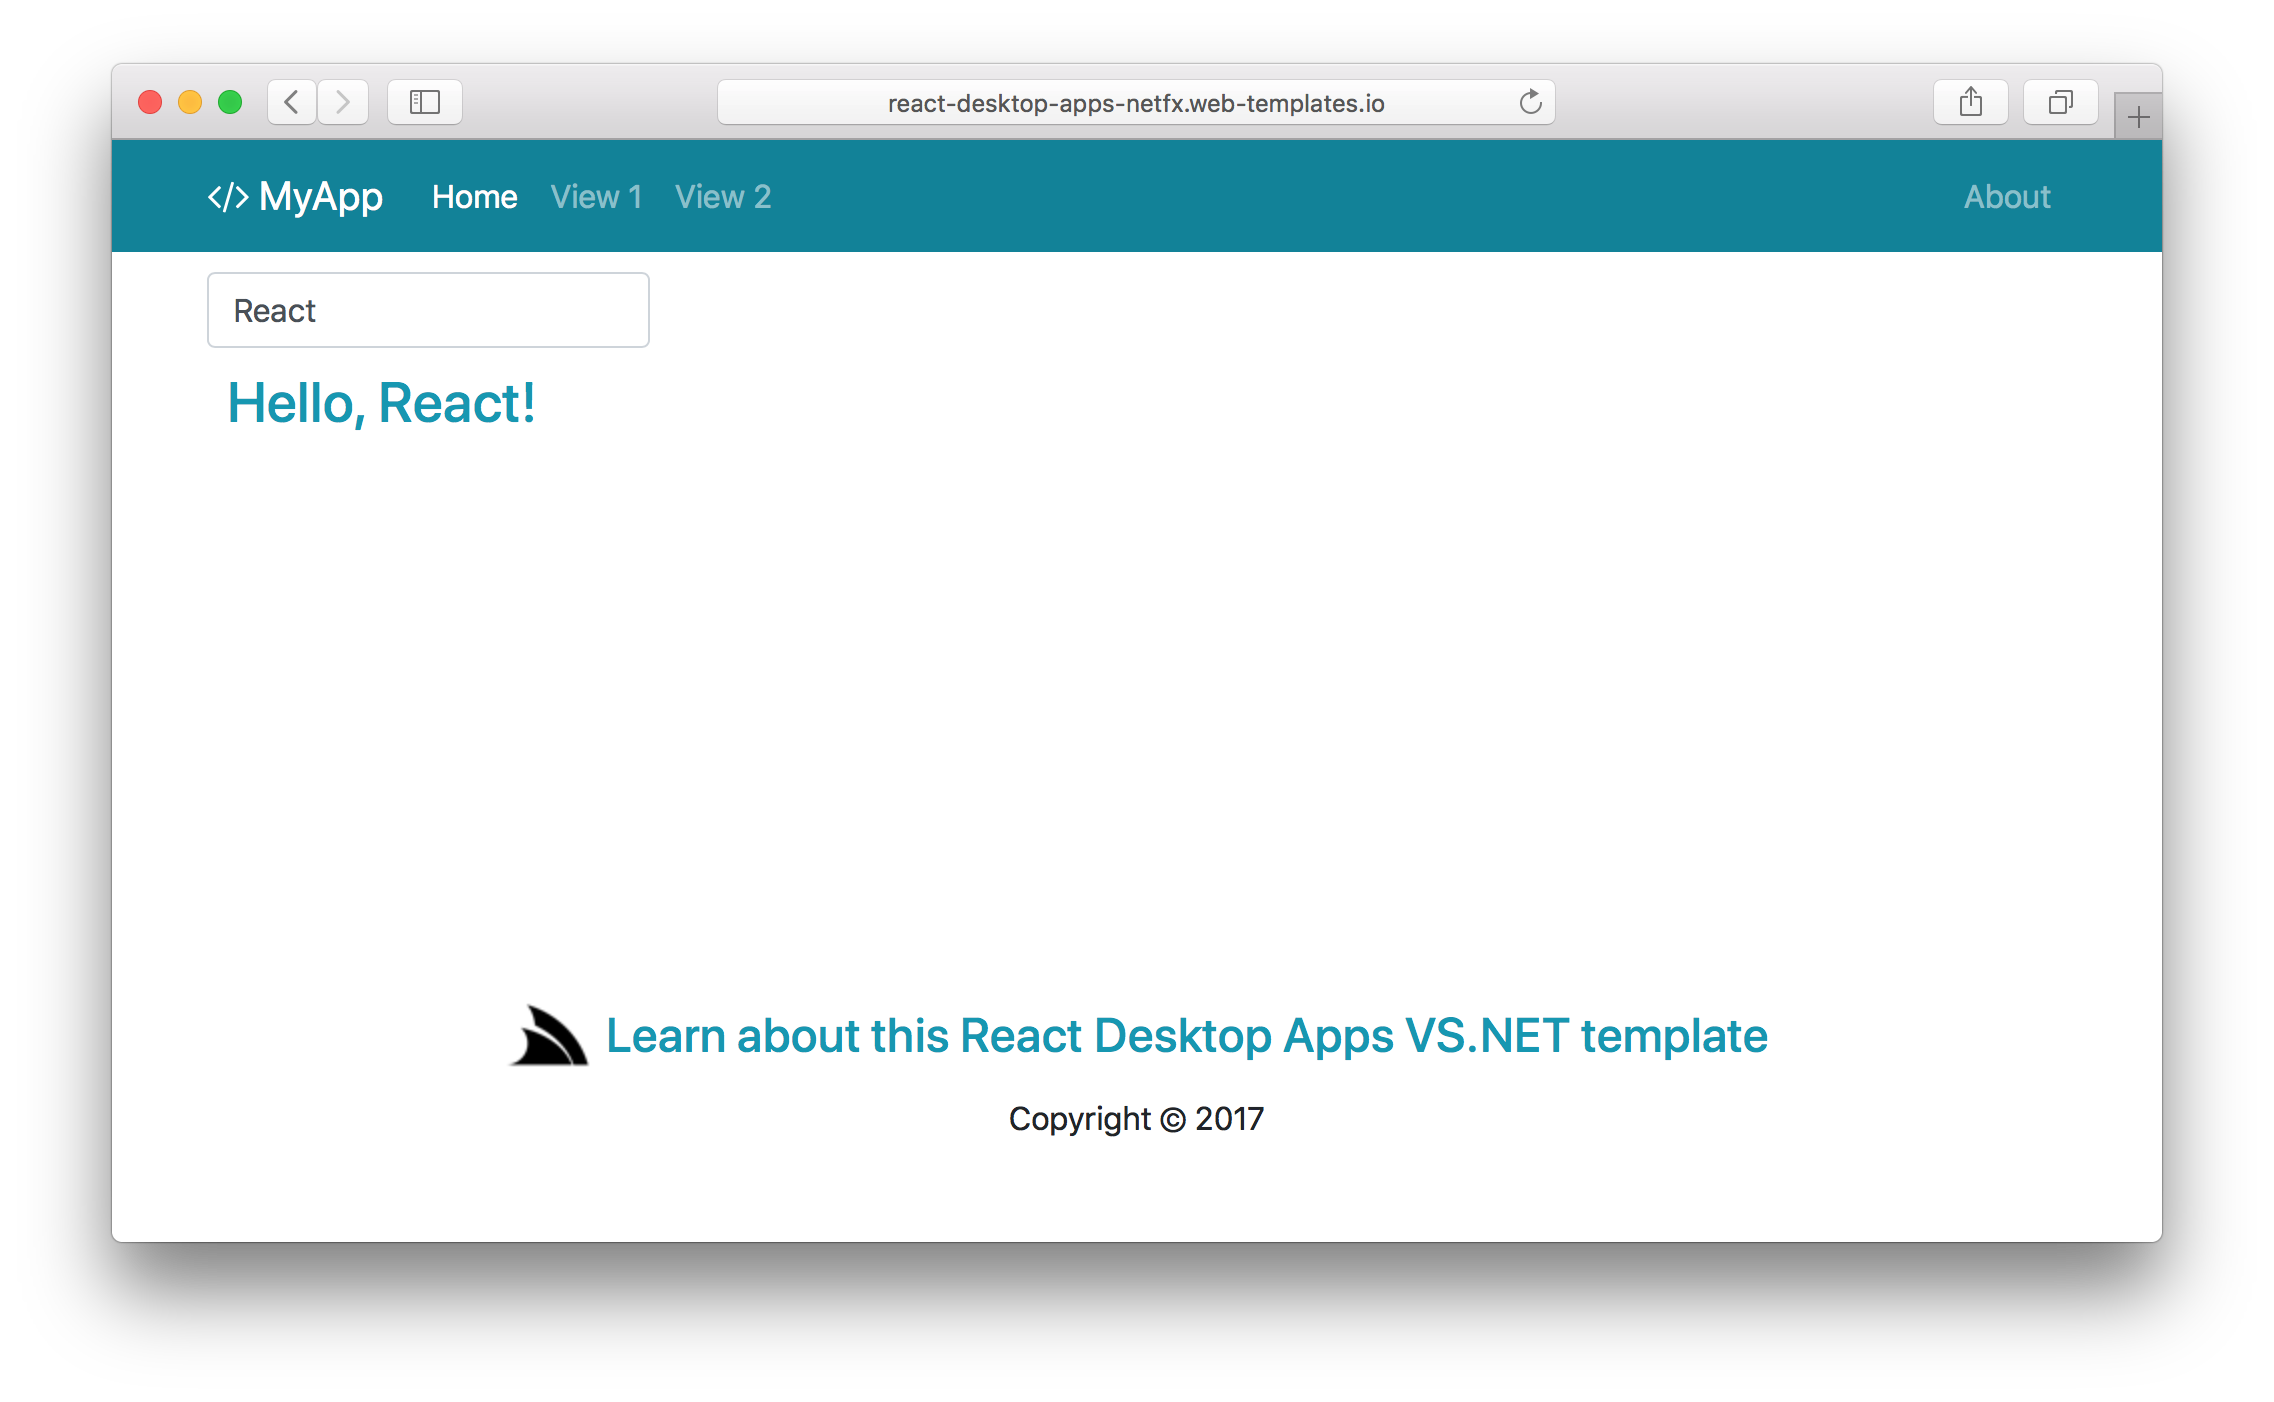 react-desktop-apps-netfx.web-templates.io
</> MyApp Home View 1 View 2 About
React
Hello, React!
Learn about this React Desktop Apps VS.NET template
Copyright © 2017